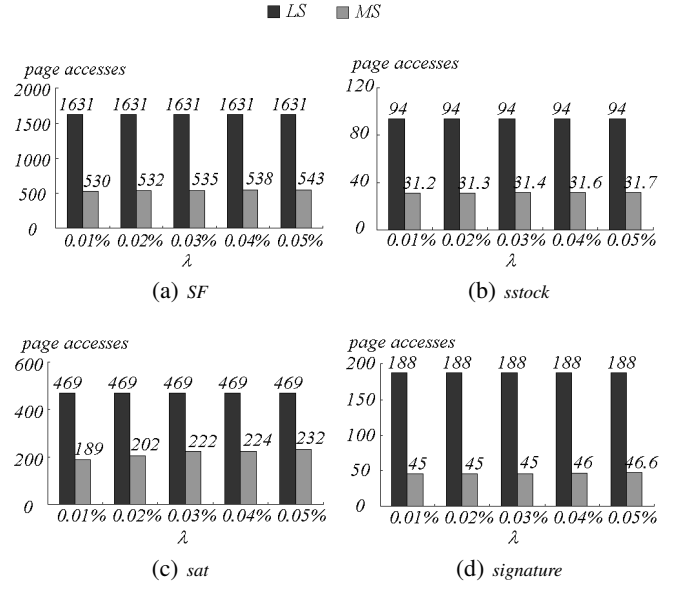 LS MS
page accesses
2000
1500
1000
500
0
1631 1631 1631 1631 1631
530 532 535 538 543
0.01% 0.02% 0.03% 0.04% 0.05%
λ
(a) SF
page accesses
120
80
40
0
94 94 94 94 94
31.2 31.3 31.4 31.6 31.7
0.01% 0.02% 0.03% 0.04% 0.05%
λ
(b) sstock
page accesses
600
400
200
0
469 469 469 469 469
189 202 222 224 232
0.01% 0.02% 0.03% 0.04% 0.05%
λ
(c) sat
page accesses
200
150
100
50
0
188 188 188 188 188
45 45 45 46 46.6
0.01% 0.02% 0.03% 0.04% 0.05%
λ
(d) signature